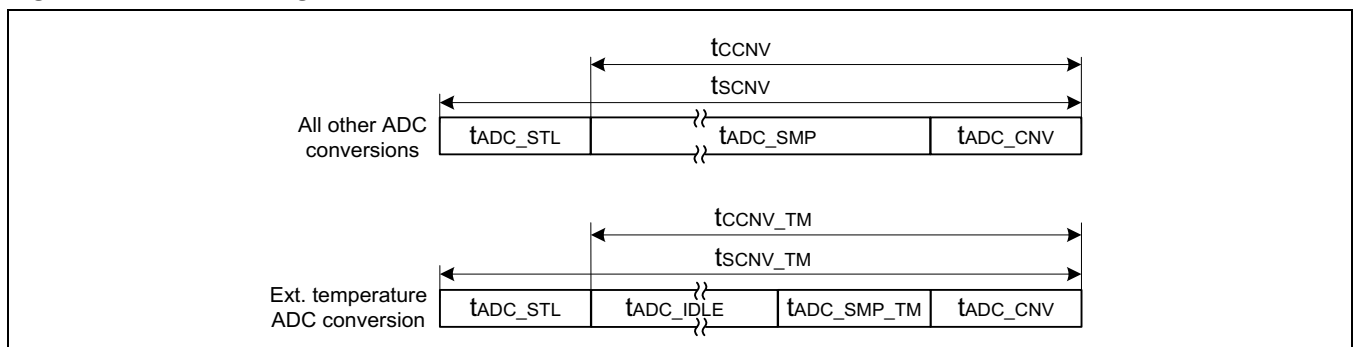 tCCNV
tSCNV
All other ADC
conversions
tADC_STL
tADC_SMP
tADC_CNV
tCCNV_TM
tSCNV_TM
Ext. temperature
ADC conversion
tADC_STL
tADC_IDLE
tADC_SMP_TM
tADC_CNV